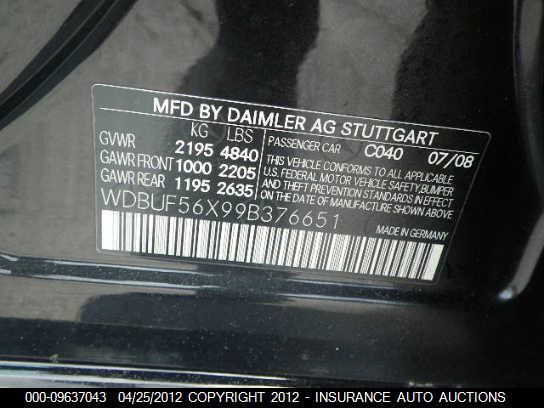 MFD BY DAIMLER AG STUTTGART
KG LBS
GVWR 2195 4840
GAWR FRONT 1000 2205
GAWR REAR 1195 2635
PASSENGER CAR C040 07/08
THIS VEHICLE CONFORMS TO ALL APPLICABLE
U.S. FEDERAL MOTOR VEHICLE SAFETY, BUMPER
AND THEFT PREVENTION STANDARDS IN EFFECT
ON THE DATE OF MANUFACTURE SHOWN ABOVE.
WDBUF56X99B376651
MADE IN GERMANY
000-09637043 04/25/2012 COPYRIGHT 2012 - INSURANCE AUTO AUCTIONS